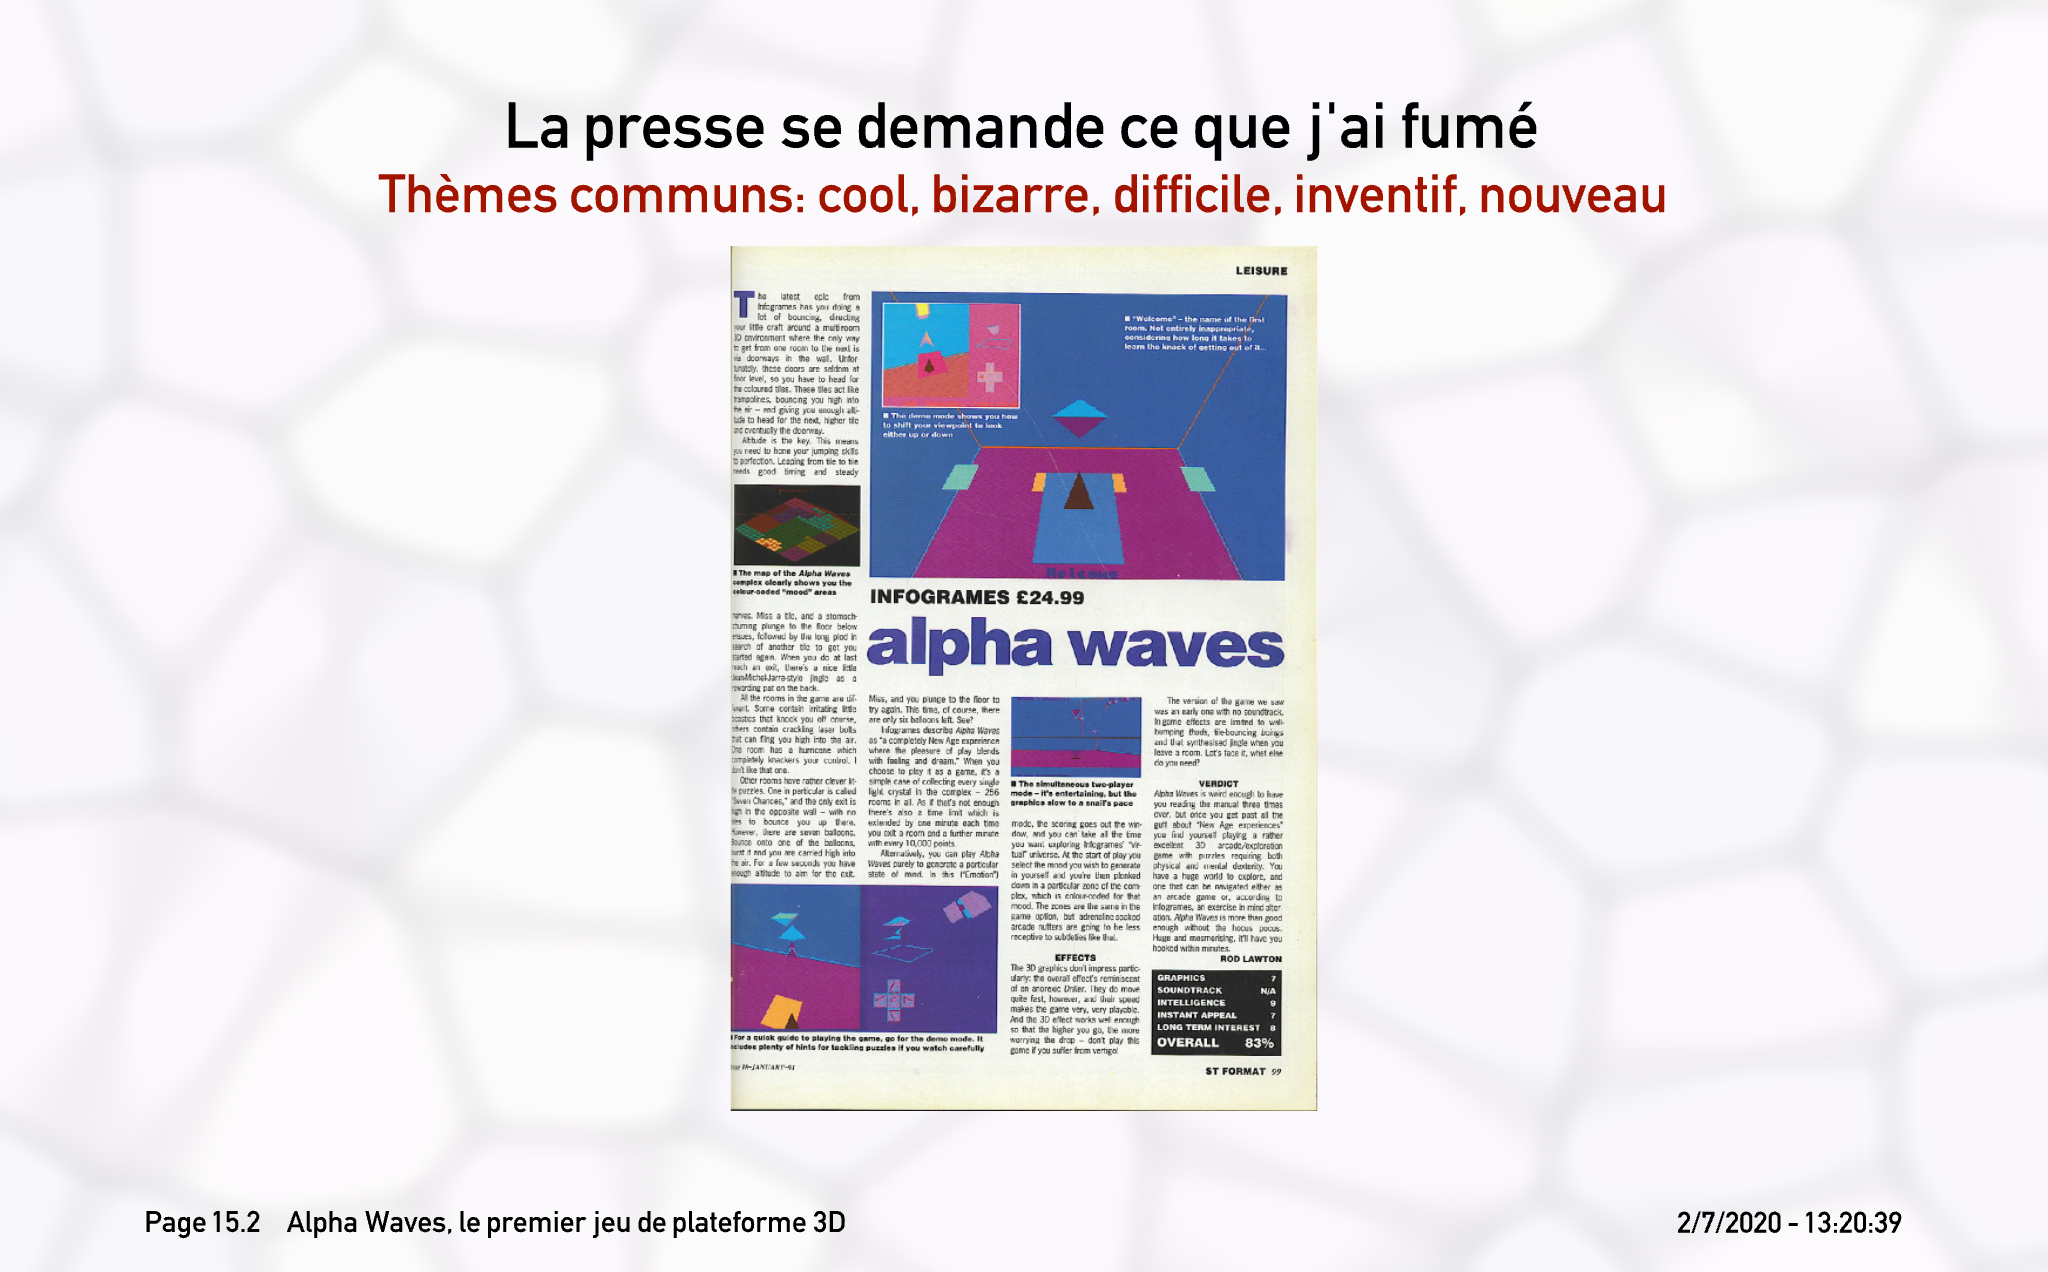 La presse se demande ce que j'ai fumé
Thèmes communs: cool, bizarre, difficile, inventif, nouveau
LEISURE
The latest epic from
Infogrames has you doing a
lot of bouncing, directing
your little craft around a multi-room
3D environment where the only way
to get from one room to the next is
via doorways in the wall. Unfor-
tunately, these doors are seldom at
floor level, so you have to head for
the coloured tiles. These tiles act like
trampolines, bouncing you high into
the air – and giving you enough alti-
tude to head for the next, higher tile
and eventually the doorway.
Altitude is the key. This means
you need to hone your jumping skills
to perfection. Leaping from tile to tile
needs good timing and steady
■ The map of the Alpha Waves
complex clearly shows you the
colour-coded "mood" areas
nerves. Miss a tile, and a stomach-
churning plunge to the floor below
ensues, followed by the long plod in
search of another tile to get you
started again. When you do at last
reach an exit, there's a nice little
Jean-Michel-Jarre-style jingle as a
rewarding pat on the back.
All the rooms in the game are dif-
ferent. Some contain irritating little
beasties that knock you off course,
others contain crackling laser bolts
that can fling you high into the air.
One room has a hurricane which
completely knackers your control. I
don't like that one.
Other rooms have rather clever lit-
tle puzzles. One in particular is called
"Seven Chances," and the only exit is
high in the opposite wall – with no
tiles to bounce you up there.
However, there are seven balloons.
Bounce onto one of the balloons,
burst it and you are carried high into
the air. For a few seconds you have
enough altitude to aim for the exit.
■ "Welcome" – the name of the first
room. Not entirely inappropriate,
considering how long it takes to
learn the knack of getting out of it...
■ The demo mode shows you how
to shift your viewpoint to look
either up or down
Welcome
INFOGRAMES £24.99
alpha waves
Miss, and you plunge to the floor to
try again. This time, of course, there
are only six balloons left. See?
Infogrames describe Alpha Waves
as "a completely New Age experience
where the pleasure of play blends
with feeling and dream." When you
choose to play it as a game, it's a
simple case of collecting every single
light crystal in the complex – 256
rooms in all. As if that's not enough
there's also a time limit which is
extended by one minute each time
you exit a room and a further minute
with every 10,000 points.
Alternatively, you can play Alpha
Waves purely to generate a particular
state of mind. In this ("Emotion")
■ The simultaneous two-player
mode – it's entertaining, but the
graphics slow to a snail's pace
mode, the scoring goes out the win-
dow, and you can take all the time
you want exploring Infogrames' "vir-
tual" universe. At the start of play you
select the mood you wish to generate
in yourself and you're then plonked
down in a particular zone of the com-
plex, which is colour-coded for that
mood. The zones are the same in the
game option, but adrenaline-soaked
arcade nutters are going to be less
receptive to subtleties like that.
EFFECTS
The 3D graphics don't impress partic-
ularly: the overall effect's reminiscent
of an anorexic Driller. They do move
quite fast, however, and their speed
makes the game very, very playable.
And the 3D effect works well enough
so that the higher you go, the more
worrying the drop – don't play this
game if you suffer from vertigo!
The version of the game we saw
was an early one with no soundtrack.
In-game effects are limited to wall-
bumping thuds, tile-bouncing boings
and that synthesised jingle when you
leave a room. Let's face it, what else
do you need?
VERDICT
Alpha Waves is weird enough to have
you reading the manual three times
over, but once you get past all the
guff about "New Age experiences"
you find yourself playing a rather
excellent 3D arcade/exploration
game with puzzles requiring both
physical and mental dexterity. You
have a huge world to explore, and
one that can be navigated either as
an arcade game or, according to
Infogrames, an exercise in mind alter-
ation. Alpha Waves is more than good
enough without the hocus pocus.
Huge and mesmerising, it'll have you
hooked within minutes.
ROD LAWTON
GRAPHICS 7
SOUNDTRACK N/A
INTELLIGENCE 9
INSTANT APPEAL 7
LONG TERM INTEREST 8
OVERALL 83%
■ For a quick guide to playing the game, go for the demo mode. It
includes plenty of hints for tackling puzzles if you watch carefully
18–JANUARY–91
ST FORMAT 99
Page 15.2 Alpha Waves, le premier jeu de plateforme 3D
2/7/2020 - 13:20:39